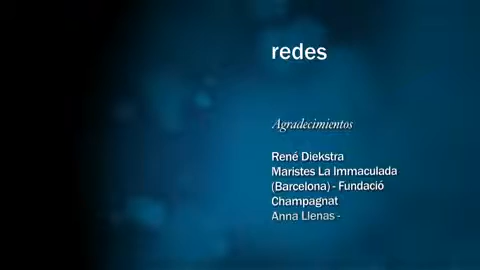 redes
Agradecimientos
René Diekstra
Maristes La Immaculada
(Barcelona) - Fundació
Champagnat
Anna Llenas -